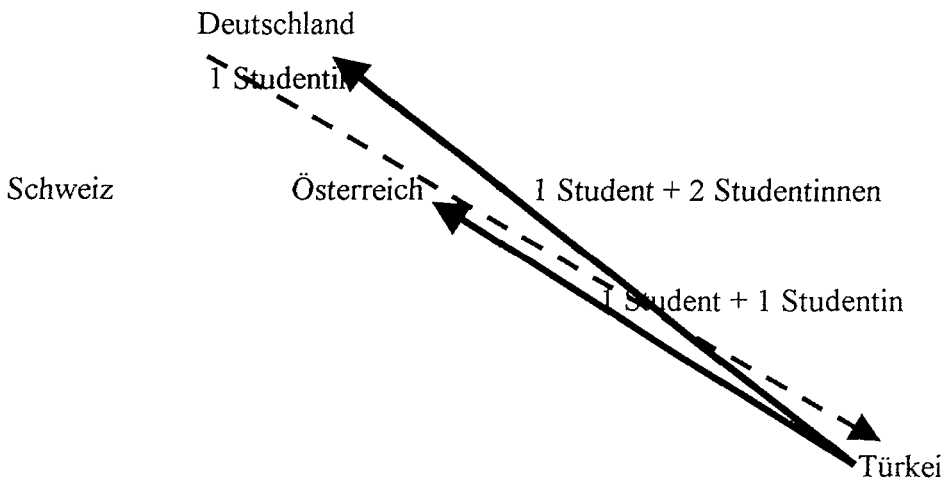 Deutschland
1 Studentin
Schweiz Österreich 1 Student + 2 Studentinnen
1 Student + 1 Studentin
Türkei